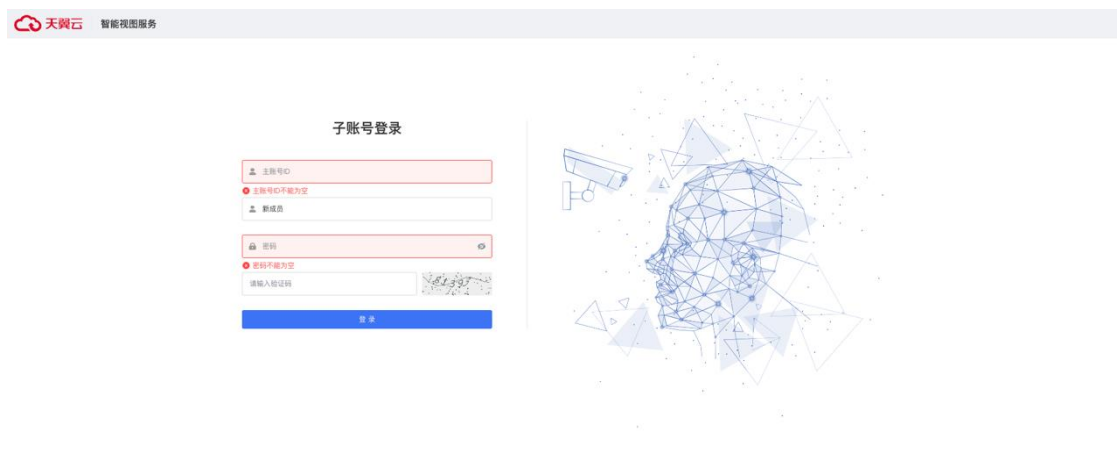 天翼云 智能视图服务
子账号登录
主账号ID
主账号ID不能为空
新成员
密码
密码不能为空
请输入验证码
登 录